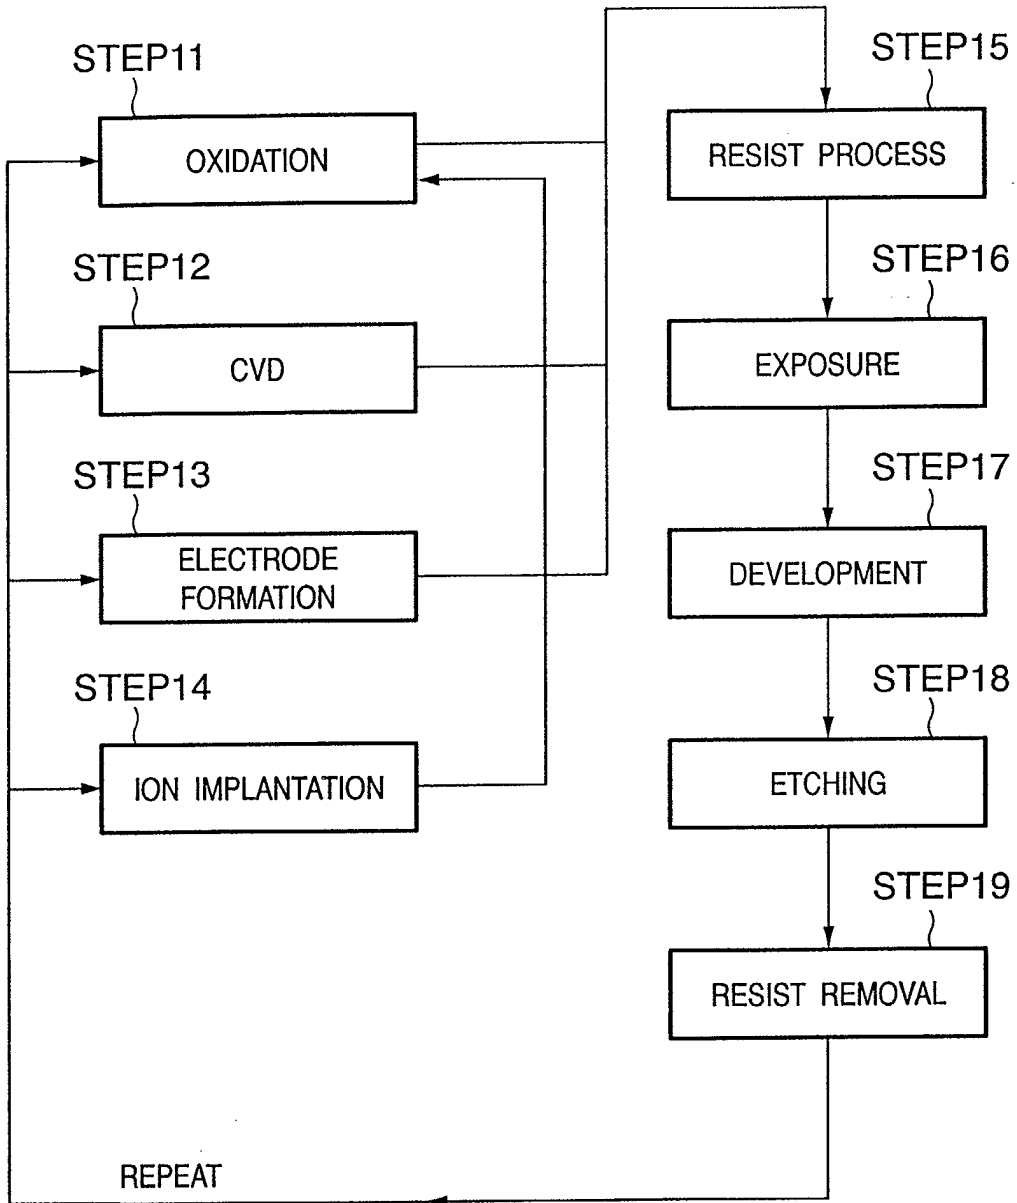 STEP11
OXIDATION
STEP12
CVD
STEP13
ELECTRODE
FORMATION
STEP14
ION IMPLANTATION
STEP15
RESIST PROCESS
STEP16
EXPOSURE
STEP17
DEVELOPMENT
STEP18
ETCHING
STEP19
RESIST REMOVAL
REPEAT